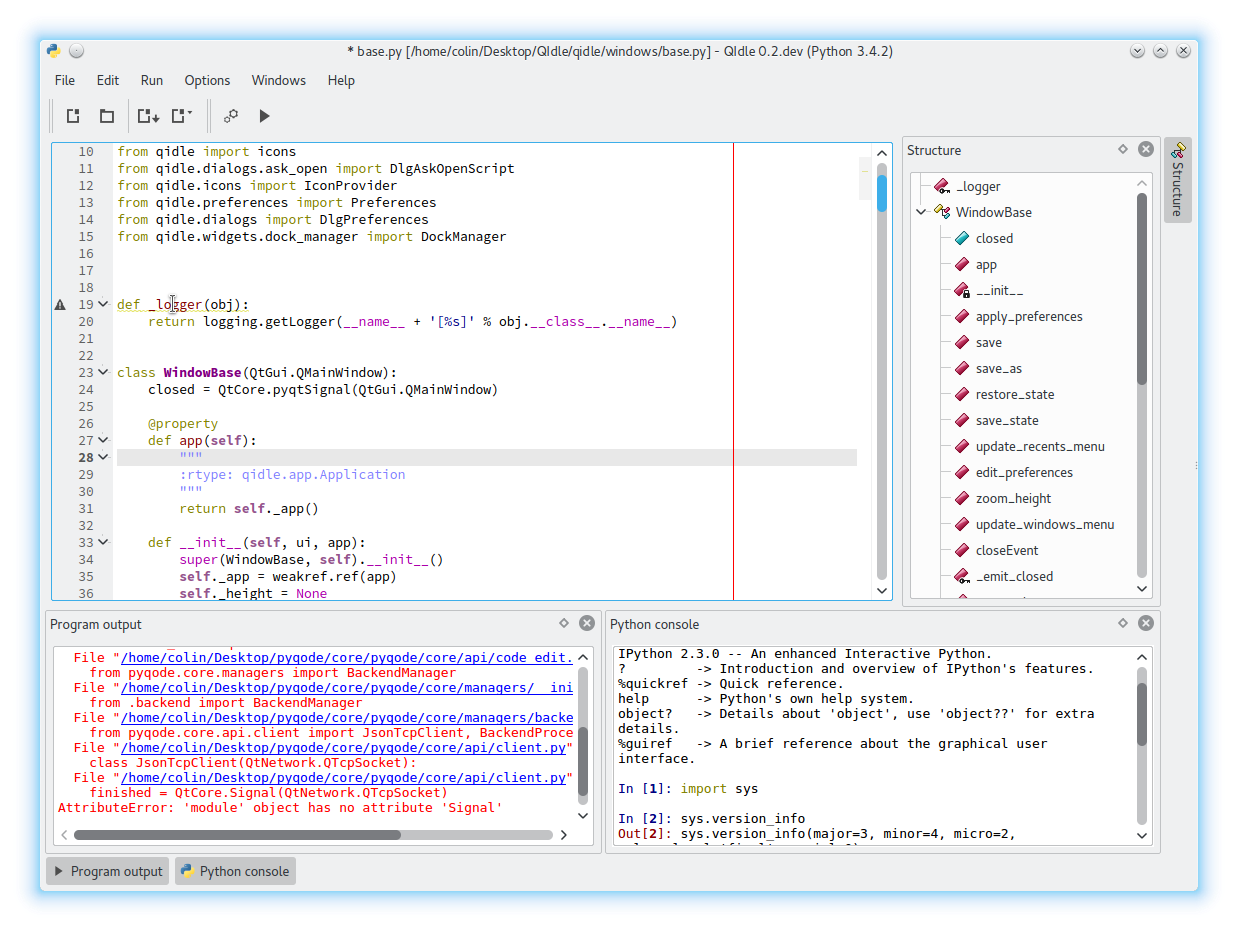 * base.py [/home/colin/Desktop/QIdle/qidle/windows/base.py] - QIdle 0.2.dev (Python 3.4.2)
File Edit Run Options Windows Help
10 from qidle import icons
11 from qidle.dialogs.ask_open import DlgAskOpenScript
12 from qidle.icons import IconProvider
13 from qidle.preferences import Preferences
14 from qidle.dialogs import DlgPreferences
15 from qidle.widgets.dock_manager import DockManager
16
17
18
19 def _logger(obj):
20 return logging.getLogger(__name__ + '[%s]' % obj.__class__.__name__)
21
22
23 class WindowBase(QtGui.QMainWindow):
24 closed = QtCore.pyqtSignal(QtGui.QMainWindow)
25
26 @property
27 def app(self):
28 """
29 :rtype: qidle.app.Application
30 """
31 return self._app()
32
33 def __init__(self, ui, app):
34 super(WindowBase, self).__init__()
35 self._app = weakref.ref(app)
36 self._height = None
Structure
_logger
WindowBase
closed
app
__init__
apply_preferences
save
save_as
restore_state
save_state
update_recents_menu
edit_preferences
zoom_height
update_windows_menu
closeEvent
_emit_closed
Structure
Program output
File "/home/colin/Desktop/pyqode/core/pyqode/core/api/code_edit.
from pyqode.core.managers import BackendManager
File "/home/colin/Desktop/pyqode/core/pyqode/core/managers/__ini
from .backend import BackendManager
File "/home/colin/Desktop/pyqode/core/pyqode/core/managers/backe
from pyqode.core.api.client import JsonTcpClient, BackendProce
File "/home/colin/Desktop/pyqode/core/pyqode/core/api/client.py"
class JsonTcpClient(QtNetwork.QTcpSocket):
File "/home/colin/Desktop/pyqode/core/pyqode/core/api/client.py"
finished = QtCore.Signal(QtNetwork.QTcpSocket)
AttributeError: 'module' object has no attribute 'Signal'
Python console
IPython 2.3.0 -- An enhanced Interactive Python.
? -> Introduction and overview of IPython's features.
%quickref -> Quick reference.
help -> Python's own help system.
object? -> Details about 'object', use 'object??' for extra
details.
%guiref -> A brief reference about the graphical user
interface.
In [1]: import sys
In [2]: sys.version_info
Out[2]: sys.version_info(major=3, minor=4, micro=2,
Program output
Python console